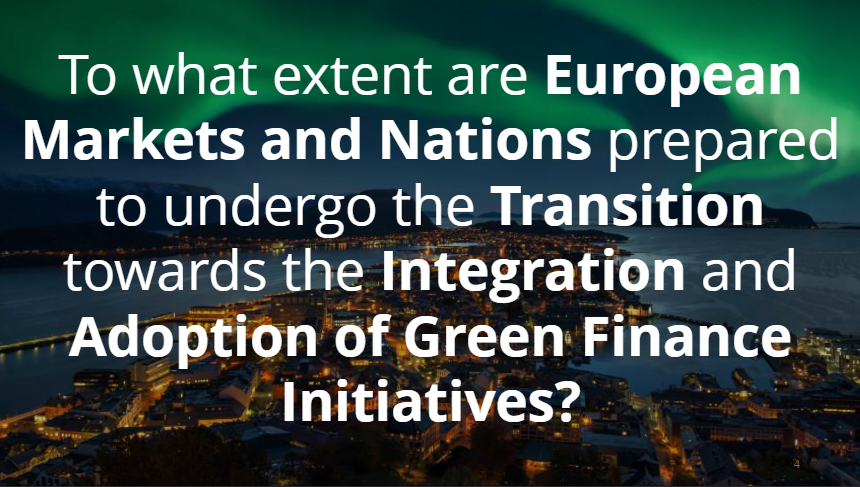 To what extent are European
Markets and Nations prepared
to undergo the Transition
towards the Integration and
Adoption of Green Finance
Initiatives?
4